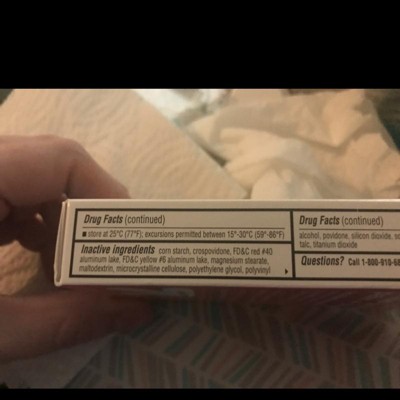 Drug Facts (continued)
■ store at 25°C (77°F); excursions permitted between 15°-30°C (59°-86°F)
Inactive ingredients corn starch, crospovidone, FD&C red #40
aluminum lake, FD&C yellow #6 aluminum lake, magnesium stearate,
maltodextrin, microcrystalline cellulose, polyethylene glycol, polyvinyl
Drug Facts (continued)
alcohol, povidone, silicon dioxide,
talc, titanium dioxide
Questions? Call 1-800-910-